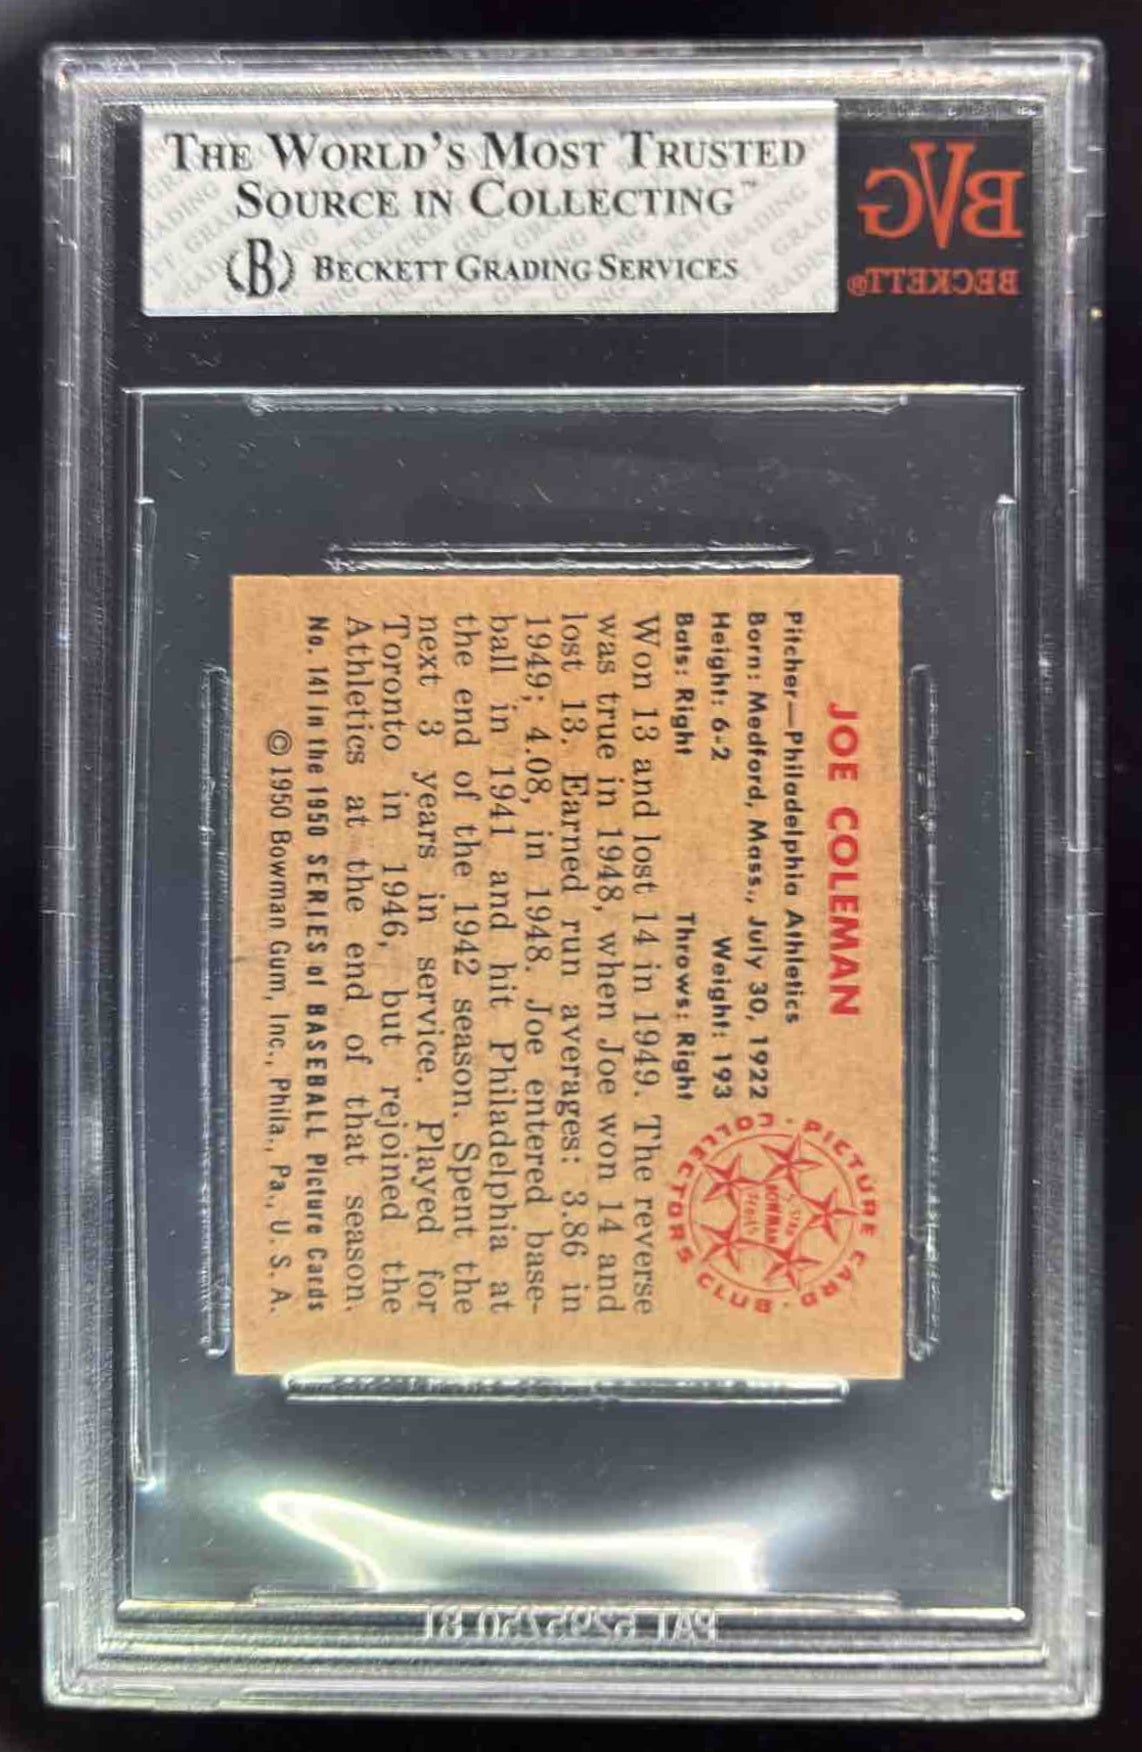 THE WORLD'S MOST TRUSTED
SOURCE IN COLLECTING™
(B) BECKETT GRADING SERVICES
BVG
BECKETT®
JOE COLEMAN
Pitcher—Philadelphia Athletics
Born: Medford, Mass., July 30, 1922
Height: 6-2 Weight: 193
Bats: Right Throws: Right
PICTURE CARD COLLECTORS CLUB
5 STAR
BOWMAN
Won 13 and lost 14 in 1949. The reverse
was true in 1948, when Joe won 14 and
lost 13. Earned run averages: 3.86 in
1949; 4.08, in 1948. Joe entered base-
ball in 1941 and hit Philadelphia at
the end of the 1942 season. Spent the
next 3 years in service. Played for
Toronto in 1946, but rejoined the
Athletics at the end of that season.
No. 141 in the 1950 SERIES of BASEBALL Picture Cards
© 1950 Bowman Gum, Inc., Phila., Pa., U. S. A.